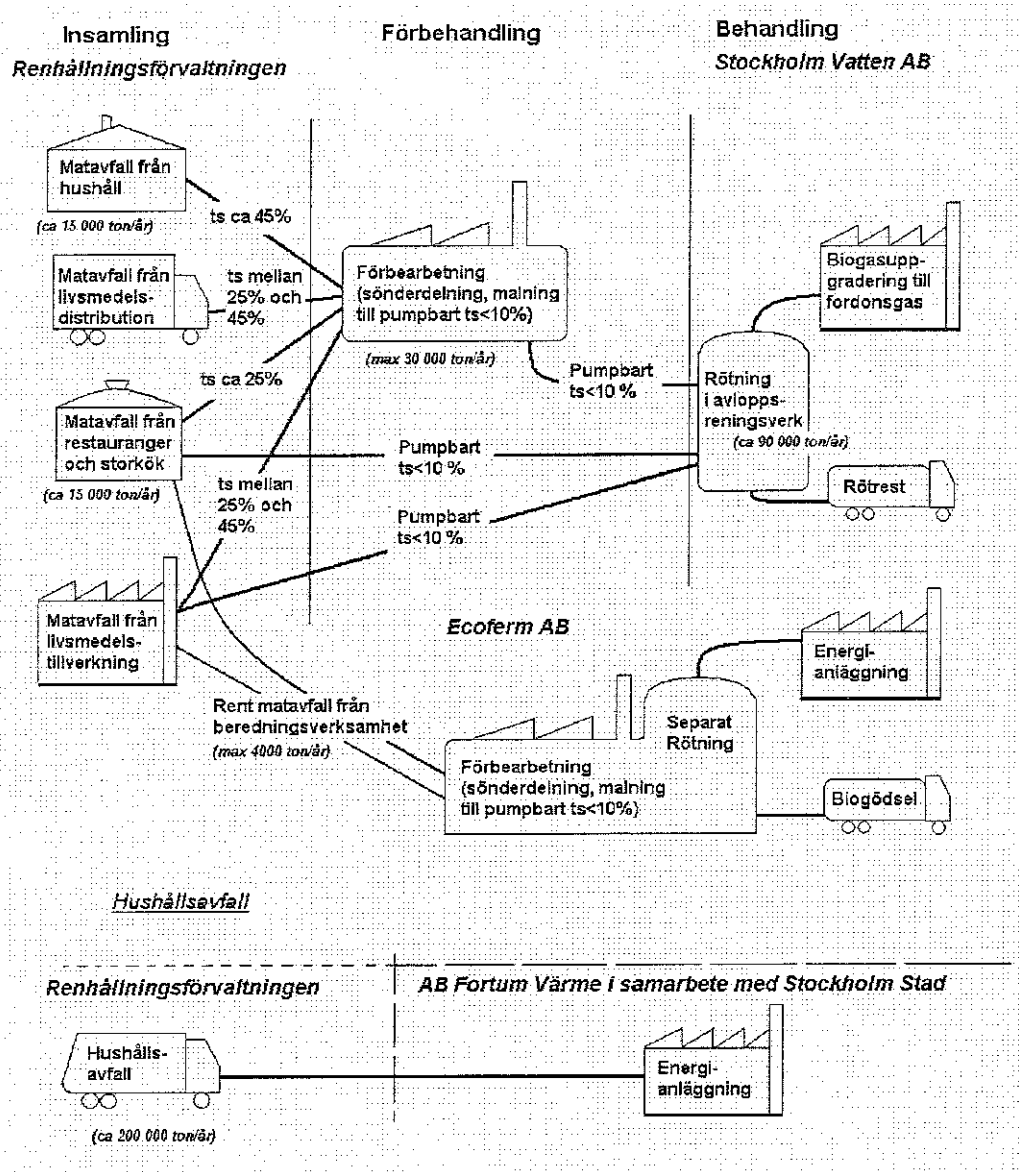 Insamling
Förbehandling
Behandling
Renhållningsförvaltningen
Stockholm Vatten AB
Matavfall från
hushåll
(ca 15 000 ton/år)
ts ca 45%
Matavfall från
livsmedels-
distribution
ts mellan
25% och
45%
Förbearbetning
(sönderdelning, malning
till pumpbart ts<10%)
(max 30 000 ton/år)
Biogasupp-
gradering till
fordonsgas
ts ca 25%
Pumpbart
ts<10 %
Rötning
i avlopps-
reningsverk
(ca 90 000 ton/år)
Matavfall från
restauranger
och storkök
(ca 15 000 ton/år)
Pumpbart
ts<10 %
ts mellan
25% och
45%
Rötrest
Pumpbart
ts<10 %
Matavfall från
livsmedels-
tillverkning
Ecoferm AB
Energi-
anläggning
Rent matavfall från
beredningsverksamhet
(max 4000 ton/år)
Separat
Rötning
Förbearbetning
(sönderdelning, malning
till pumpbart ts<10%)
Biogödsel
Hushållsavfall
Renhållningsförvaltningen
AB Fortum Värme i samarbete med Stockholm Stad
Hushålls-
avfall
Energi-
anläggning
(ca 200 000 ton/år)